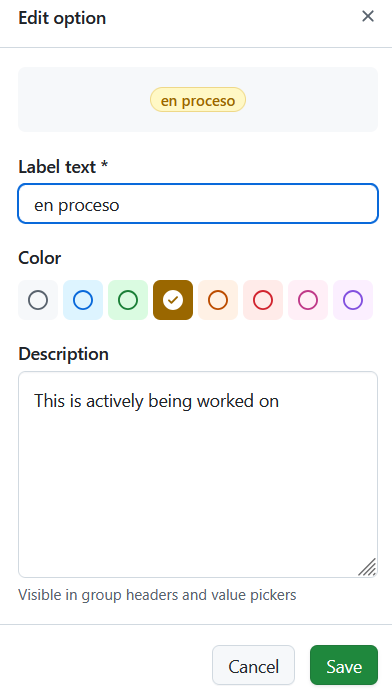 Edit option
en proceso
Label text *
en proceso
Color
Description
This is actively being worked on
Visible in group headers and value pickers
Cancel
Save